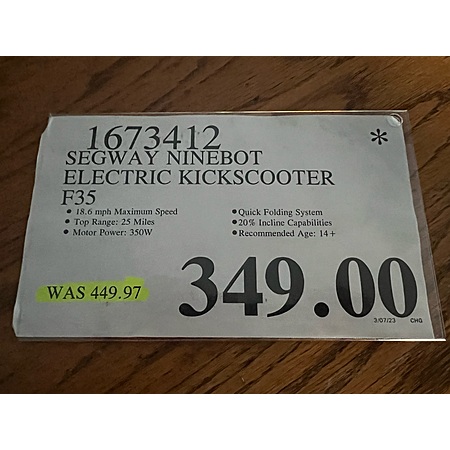 1673412 *
SEGWAY NINEBOT
ELECTRIC KICKSCOOTER
F35
• 18.6 mph Maximum Speed
• Top Range: 25 Miles
• Motor Power: 350W
• Quick Folding System
• 20% Incline Capabilities
• Recommended Age: 14+
WAS 449.97
349.00
3/07/23 CHG